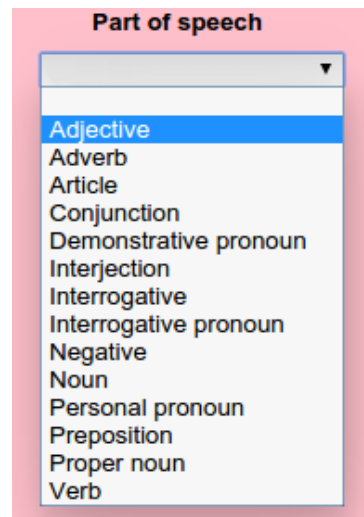 Part of speech
Adjective
Adverb
Article
Conjunction
Demonstrative pronoun
Interjection
Interrogative
Interrogative pronoun
Negative
Noun
Personal pronoun
Preposition
Proper noun
Verb